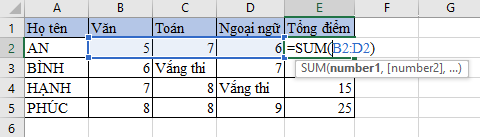 A B C D E F G
1 Họ tên Văn Toán Ngoại ngữ Tổng điểm
2 AN 5 7 6 =SUM(B2:D2)
3 BÌNH 6 Vắng thi 7 SUM(number1, [number2], ...)
4 HẠNH 7 8 Vắng thi 15
5 PHÚC 8 8 9 25
6